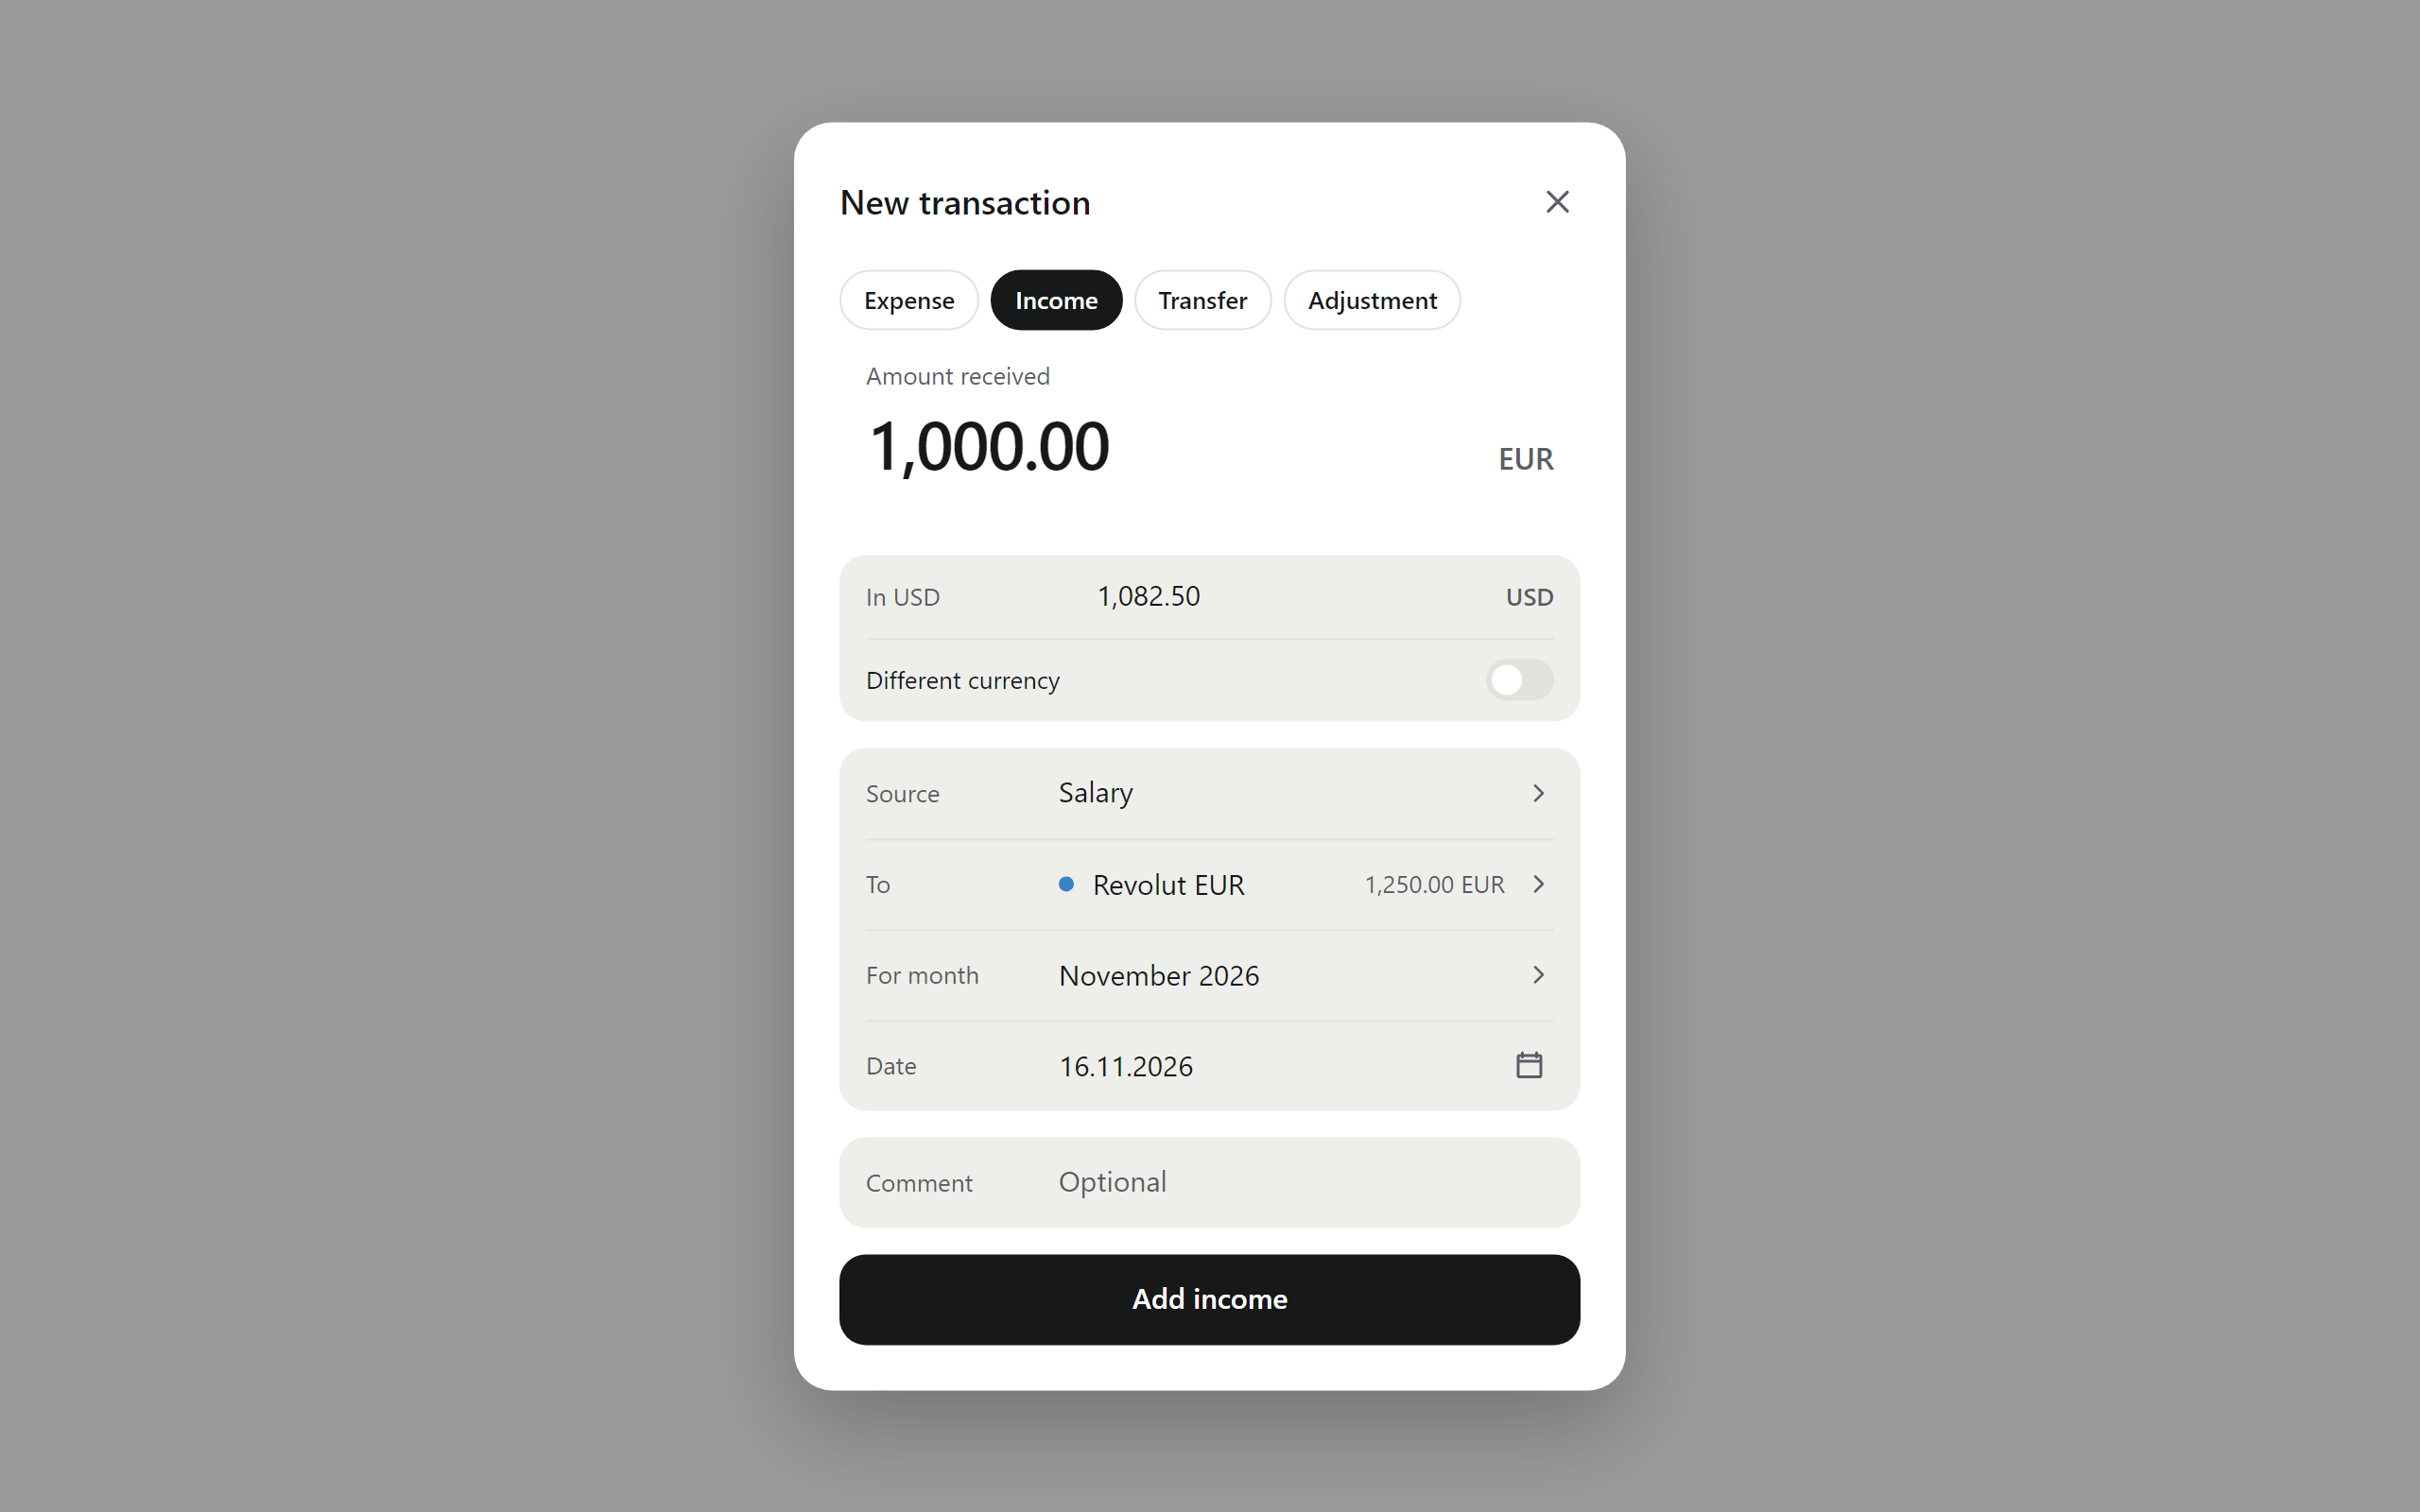 New transaction
Expense Income Transfer Adjustment
Amount received
1,000.00 EUR
In USD 1,082.50 USD
Different currency
Source Salary
To Revolut EUR 1,250.00 EUR
For month November 2026
Date 16.11.2026
Comment Optional
Add income